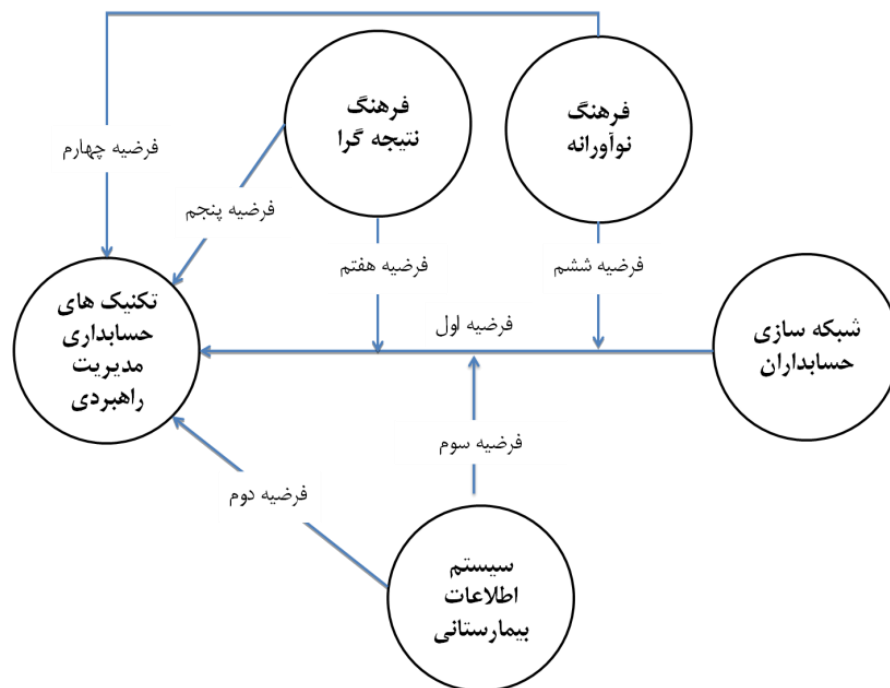 فرهنگ
نوآورانه
فرهنگ
نتیجه گرا
فرضیه چهارم
فرضیه پنجم
فرضیه ششم
فرضیه هفتم
شبکه سازی
حسابداران
فرضیه اول
تکنیک های
حسابداری
مدیریت
راهبردی
فرضیه سوم
فرضیه دوم
سیستم
اطلاعات
بیمارستانی